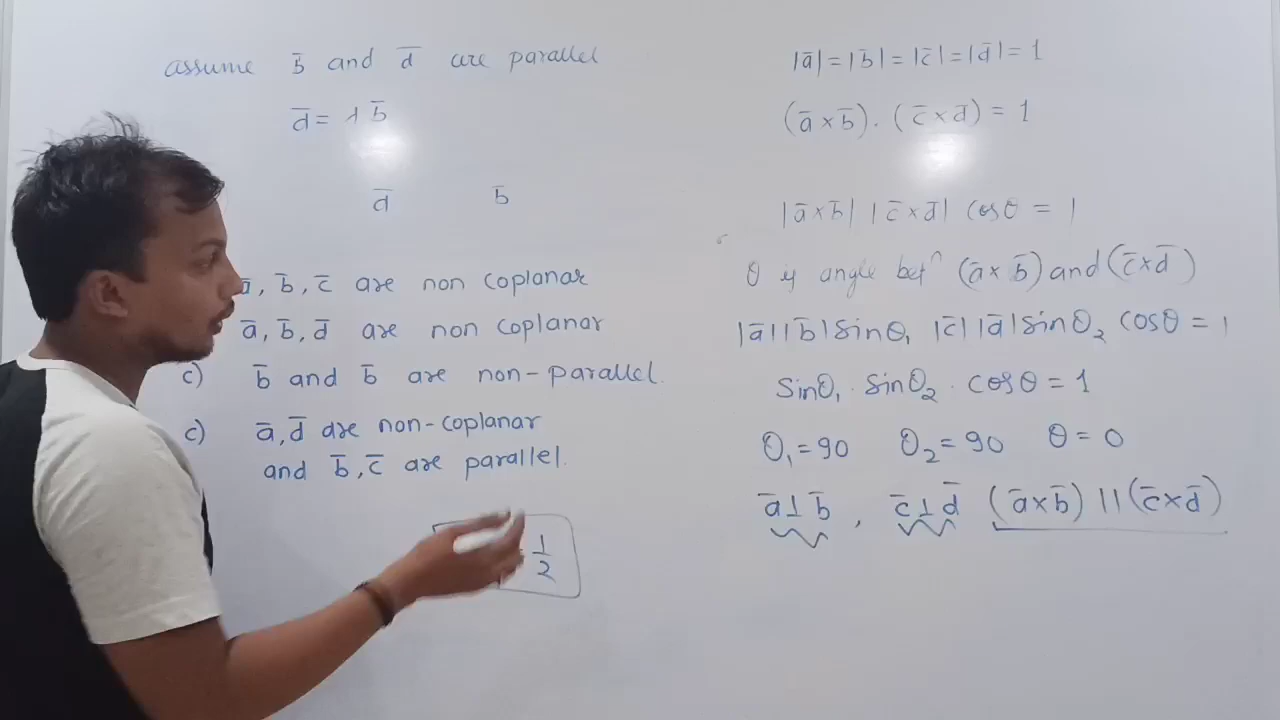 assume b̄ and d̄ are parallel
d̄ = λ b̄
d̄ b̄
ā, b̄, c̄ are non coplanar
ā, b̄, d̄ are non coplanar
c) b̄ and b̄ are non-parallel.
c) ā, d̄ are non-coplanar
and b̄, c̄ are parallel.
1/2
|ā| = |b̄| = |c̄| = |d̄| = 1
(ā × b̄) . (c̄ × d̄) = 1
|ā × b̄| |c̄ × d̄| cosθ = 1
θ is angle betⁿ (ā × b̄) and (c̄ × d̄)
|ā||b̄|sinθ₁ |c̄||d̄|sinθ₂ cosθ = 1
sinθ₁ . sinθ₂ . cosθ = 1
θ₁ = 90 θ₂ = 90 θ = 0
ā ⊥ b̄ , c̄ ⊥ d̄ (ā × b̄) || (c̄ × d̄)